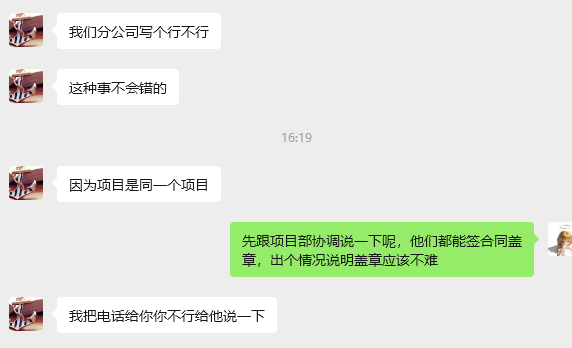 我们分公司写个行不行
这种事不会错的
16:19
因为项目是同一个项目
先跟项目部协调说一下呢，他们都能签合同盖
章，出个情况说明盖章应该不难
我把电话给你你不行给他说一下